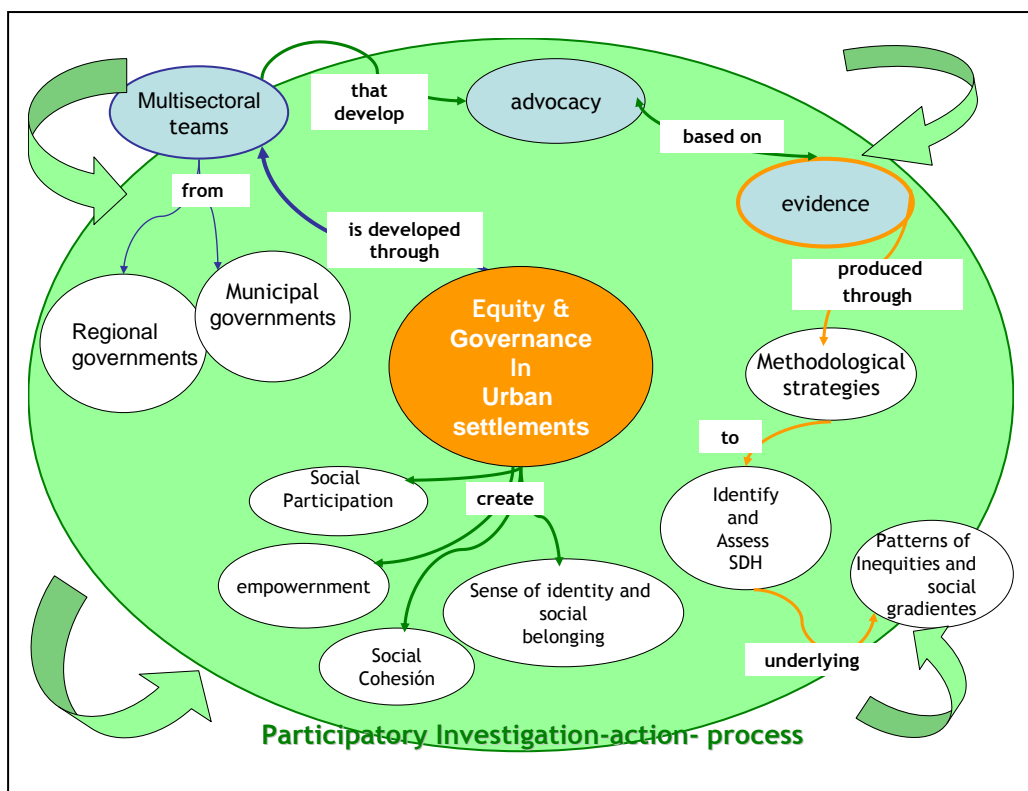 Multisectoral
teams
that
develop
advocacy
based on
evidence
from
is developed
through
produced
through
Regional
governments
Municipal
governments
Equity &
Governance
In
Urban
settlements
Methodological
strategies
to
Social
Participation
create
Identify
and
Assess
SDH
Patterns of
Inequities and
social
gradientes
empowernment
Sense of identity and
social
belonging
Social
Cohesión
underlying
Participatory Investigation-action- process